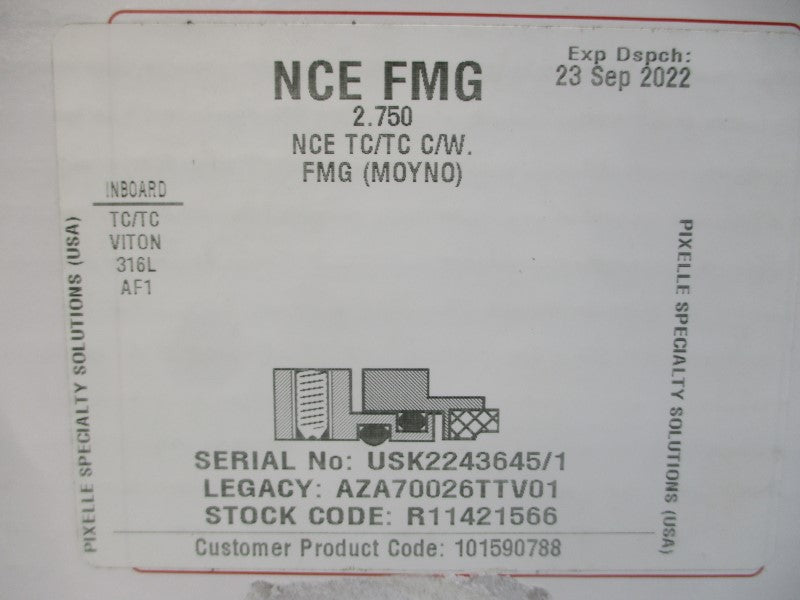 Exp Dspch:
23 Sep 2022
NCE FMG
2.750
NCE TC/TC C/W.
FMG (MOYNO)
INBOARD
TC/TC
VITON
316L
AF1
PIXELLE SPECIALTY SOLUTIONS (USA)
PIXELLE SPECIALTY SOLUTIONS (USA)
SERIAL No: USK2243645/1
LEGACY: AZA70026TTV01
STOCK CODE: R11421566
Customer Product Code: 101590788